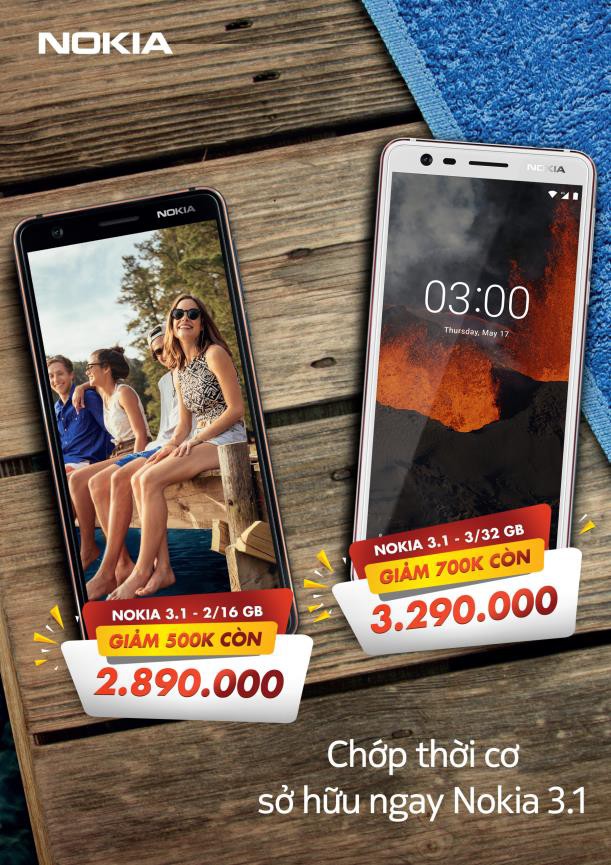 NOKIA
NOKIA
NOKIA
03:00
Thursday, May 17
NOKIA 3.1 - 3/32 GB
GIẢM 700K CÒN
3.290.000
NOKIA 3.1 - 2/16 GB
GIẢM 500K CÒN
2.890.000
Chớp thời cơ
sở hữu ngay Nokia 3.1